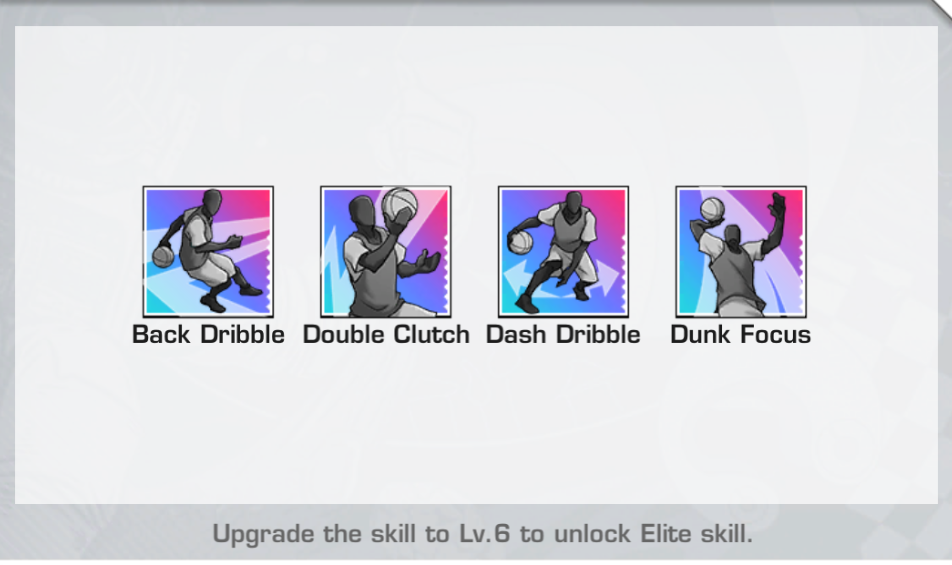 Back Dribble Double Clutch Dash Dribble Dunk Focus
Upgrade the skill to Lv.6 to unlock Elite skill.